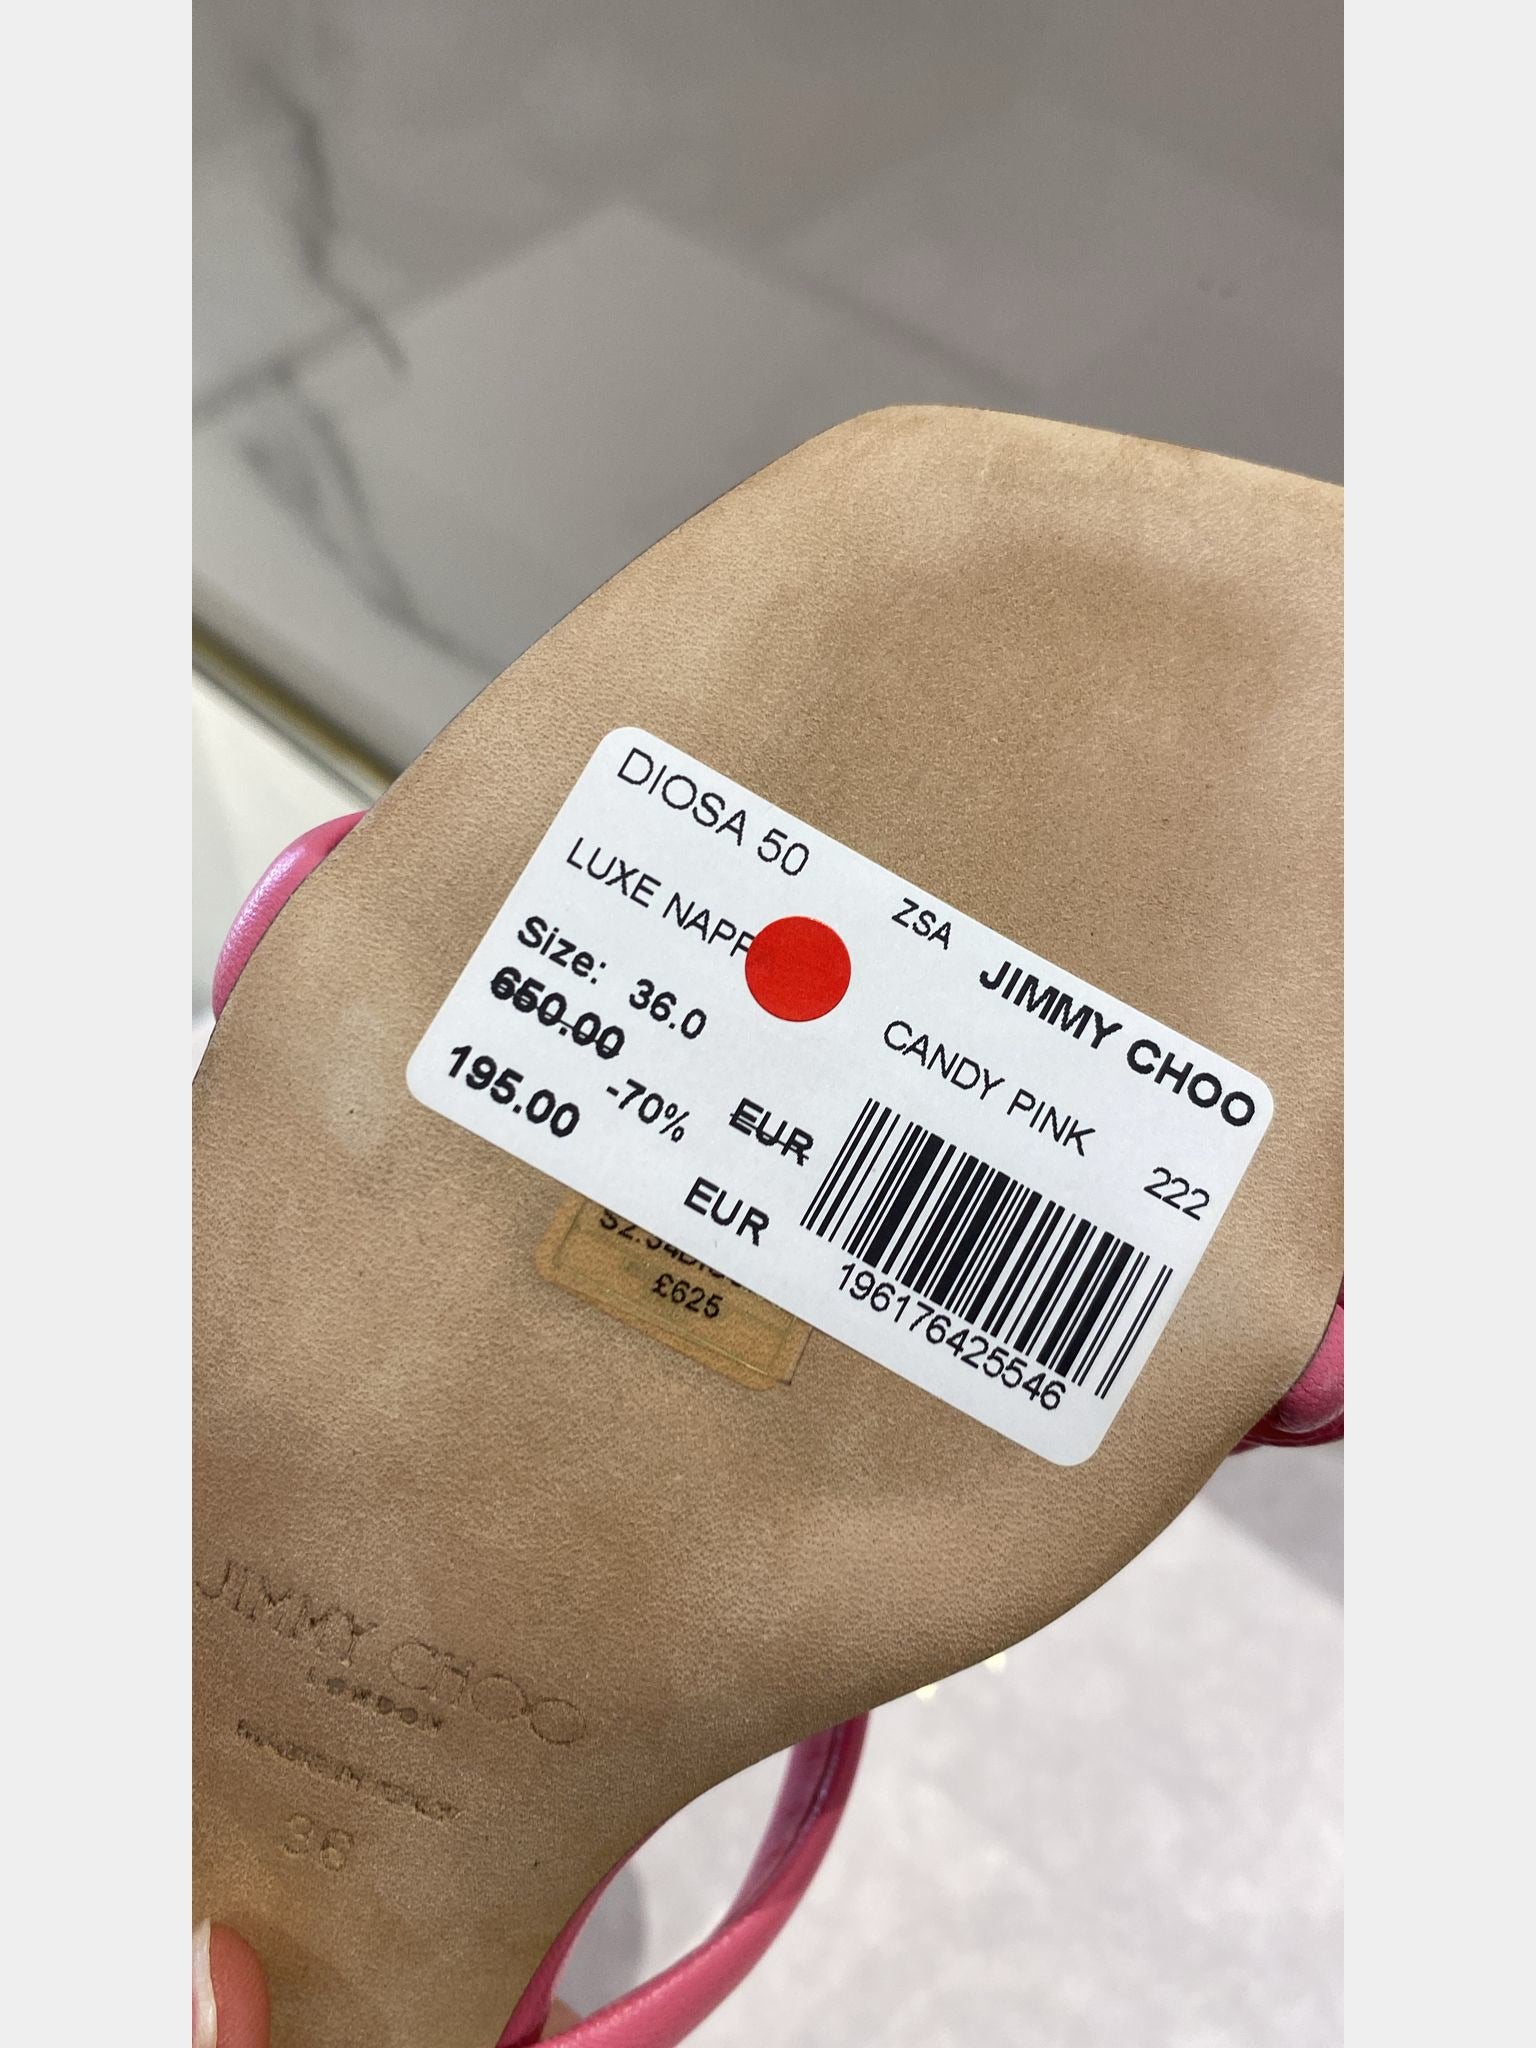 DIOSA 50
ZSA
JIMMY CHOO
LUXE NAPP
CANDY PINK
222
Size: 36.0
650.00
EUR
-70%
195.00
EUR
196176425546
£625
JIMMY CHOO
LONDON
36